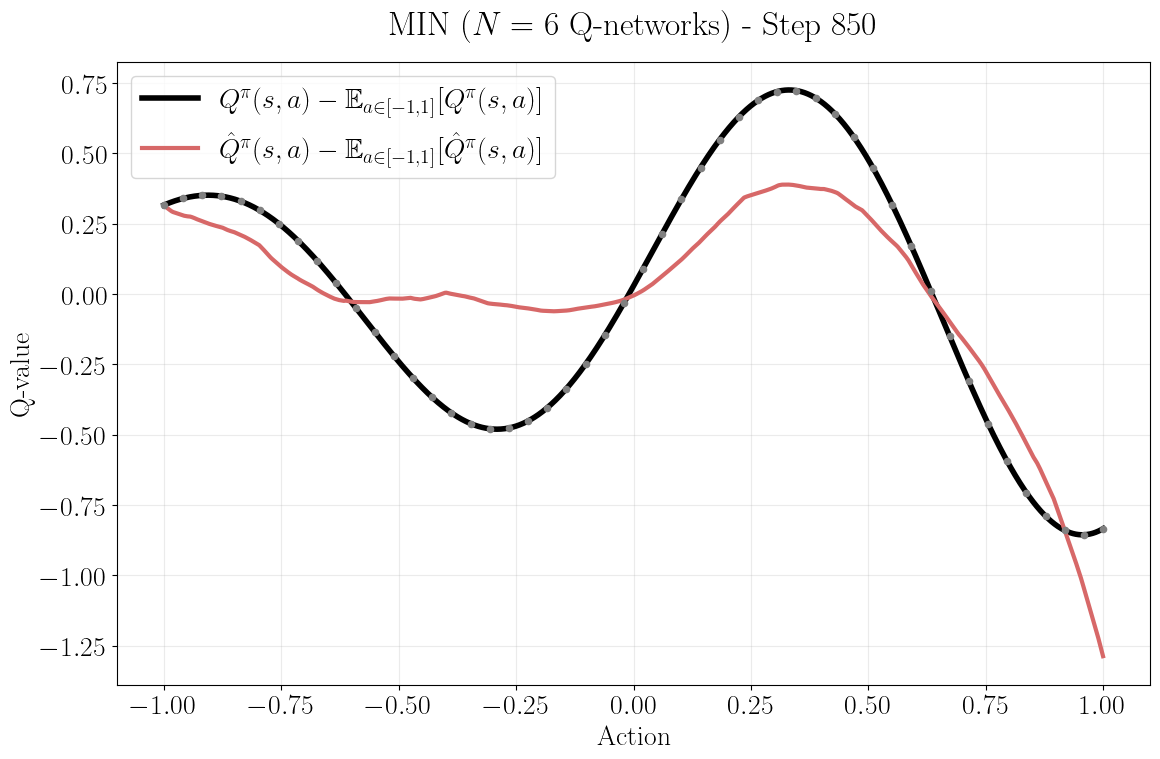 MIN (N = 6 Q-networks) - Step 850
Q^π(s, a) − 𝔼_{a∈[−1,1]}[Q^π(s, a)]
Q̂^π(s, a) − 𝔼_{a∈[−1,1]}[Q̂^π(s, a)]
0.75
0.50
0.25
0.00
−0.25
−0.50
−0.75
−1.00
−1.25
Q-value
−1.00 −0.75 −0.50 −0.25 0.00 0.25 0.50 0.75 1.00
Action